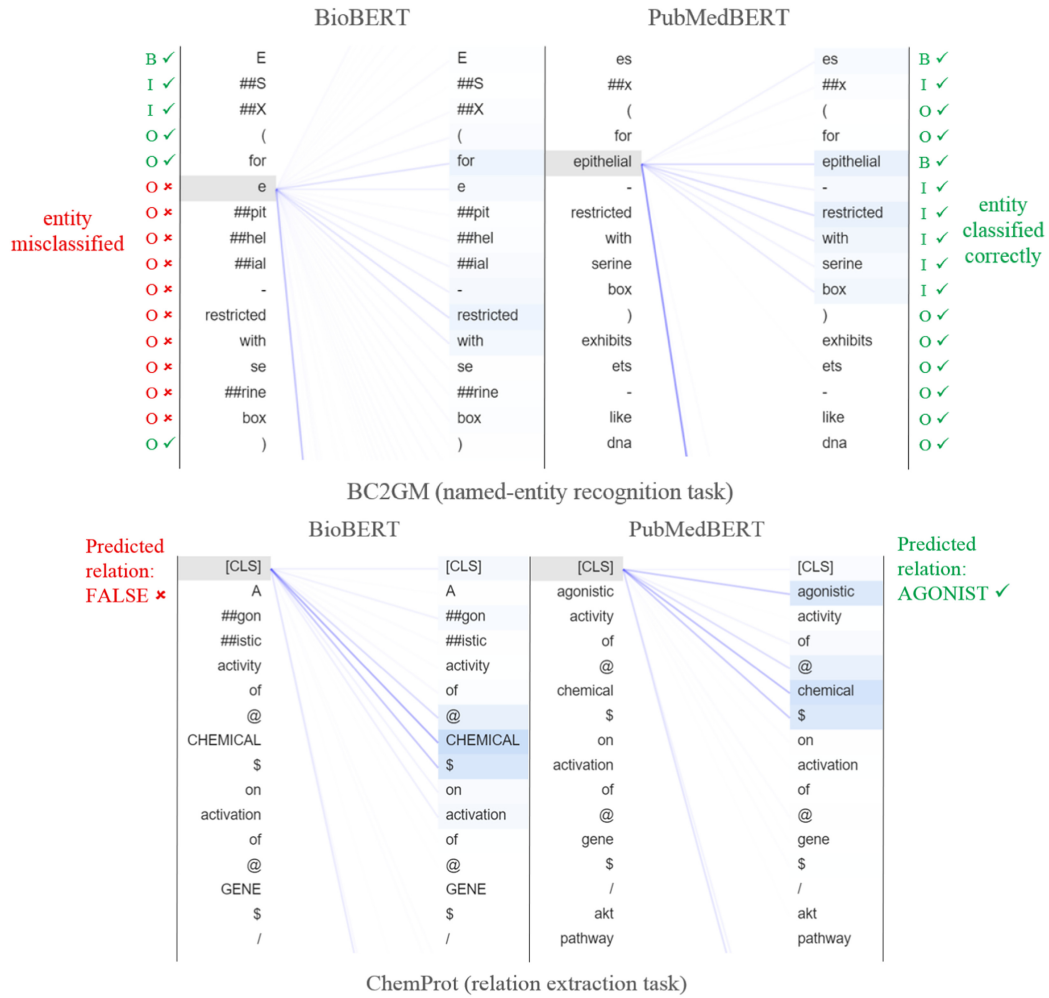 BioBERT PubMedBERT
B ✓ E E es es B ✓
I ✓ ##S ##S ##x ##x I ✓
I ✓ ##X ##X ( ( O ✓
O ✓ ( ( for for O ✓
O ✓ for for epithelial epithelial B ✓
O ✗ e e - - I ✓
entity misclassified
O ✗ ##pit ##pit restricted restricted I ✓
entity classified correctly
O ✗ ##hel ##hel with with I ✓
O ✗ ##ial ##ial serine serine I ✓
O ✗ - - box box I ✓
O ✗ restricted restricted ) ) O ✓
O ✗ with with exhibits exhibits O ✓
O ✗ se se ets ets O ✓
O ✗ ##rine ##rine - - O ✓
O ✗ box box like like O ✓
O ✓ ) ) dna dna O ✓
BC2GM (named-entity recognition task)
BioBERT PubMedBERT
Predicted relation: FALSE ✗
Predicted relation: AGONIST ✓
[CLS] [CLS] [CLS] [CLS]
A A agonistic agonistic
##gon ##gon activity activity
##istic ##istic of of
activity activity @ @
of of chemical chemical
@ @ $ $
CHEMICAL CHEMICAL on on
$ $ activation activation
on on of of
activation activation @ @
of of gene gene
@ @ $ $
GENE GENE / /
$ $ akt akt
/ / pathway pathway
ChemProt (relation extraction task)